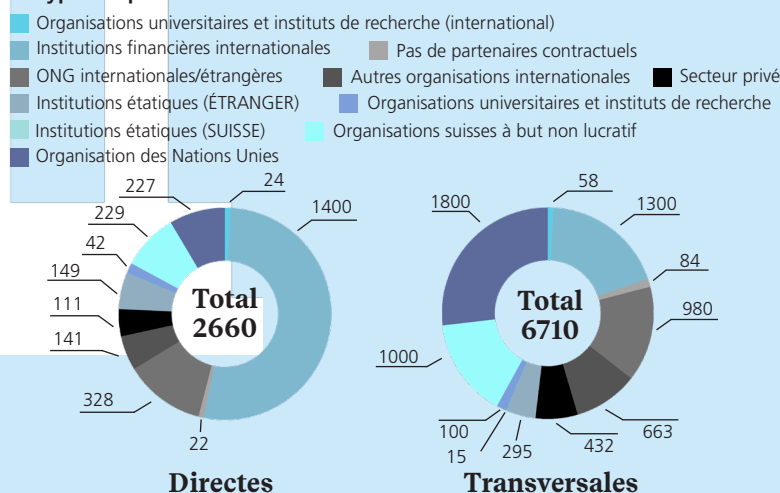 Organisations universitaires et instituts de recherche (international)
Institutions financières internationales
Pas de partenaires contractuels
ONG internationales/étrangères
Autres organisations internationales
Secteur privé
Institutions étatiques (ÉTRANGER)
Organisations universitaires et instituts de recherche
Institutions étatiques (SUISSE)
Organisations suisses à but non lucratif
Organisation des Nations Unies
227
24
229
1400
42
149
111
141
328
22
Total
2660
Directes
1800
58
1300
84
980
1000
663
100
15
295
432
Total
6710
Transversales